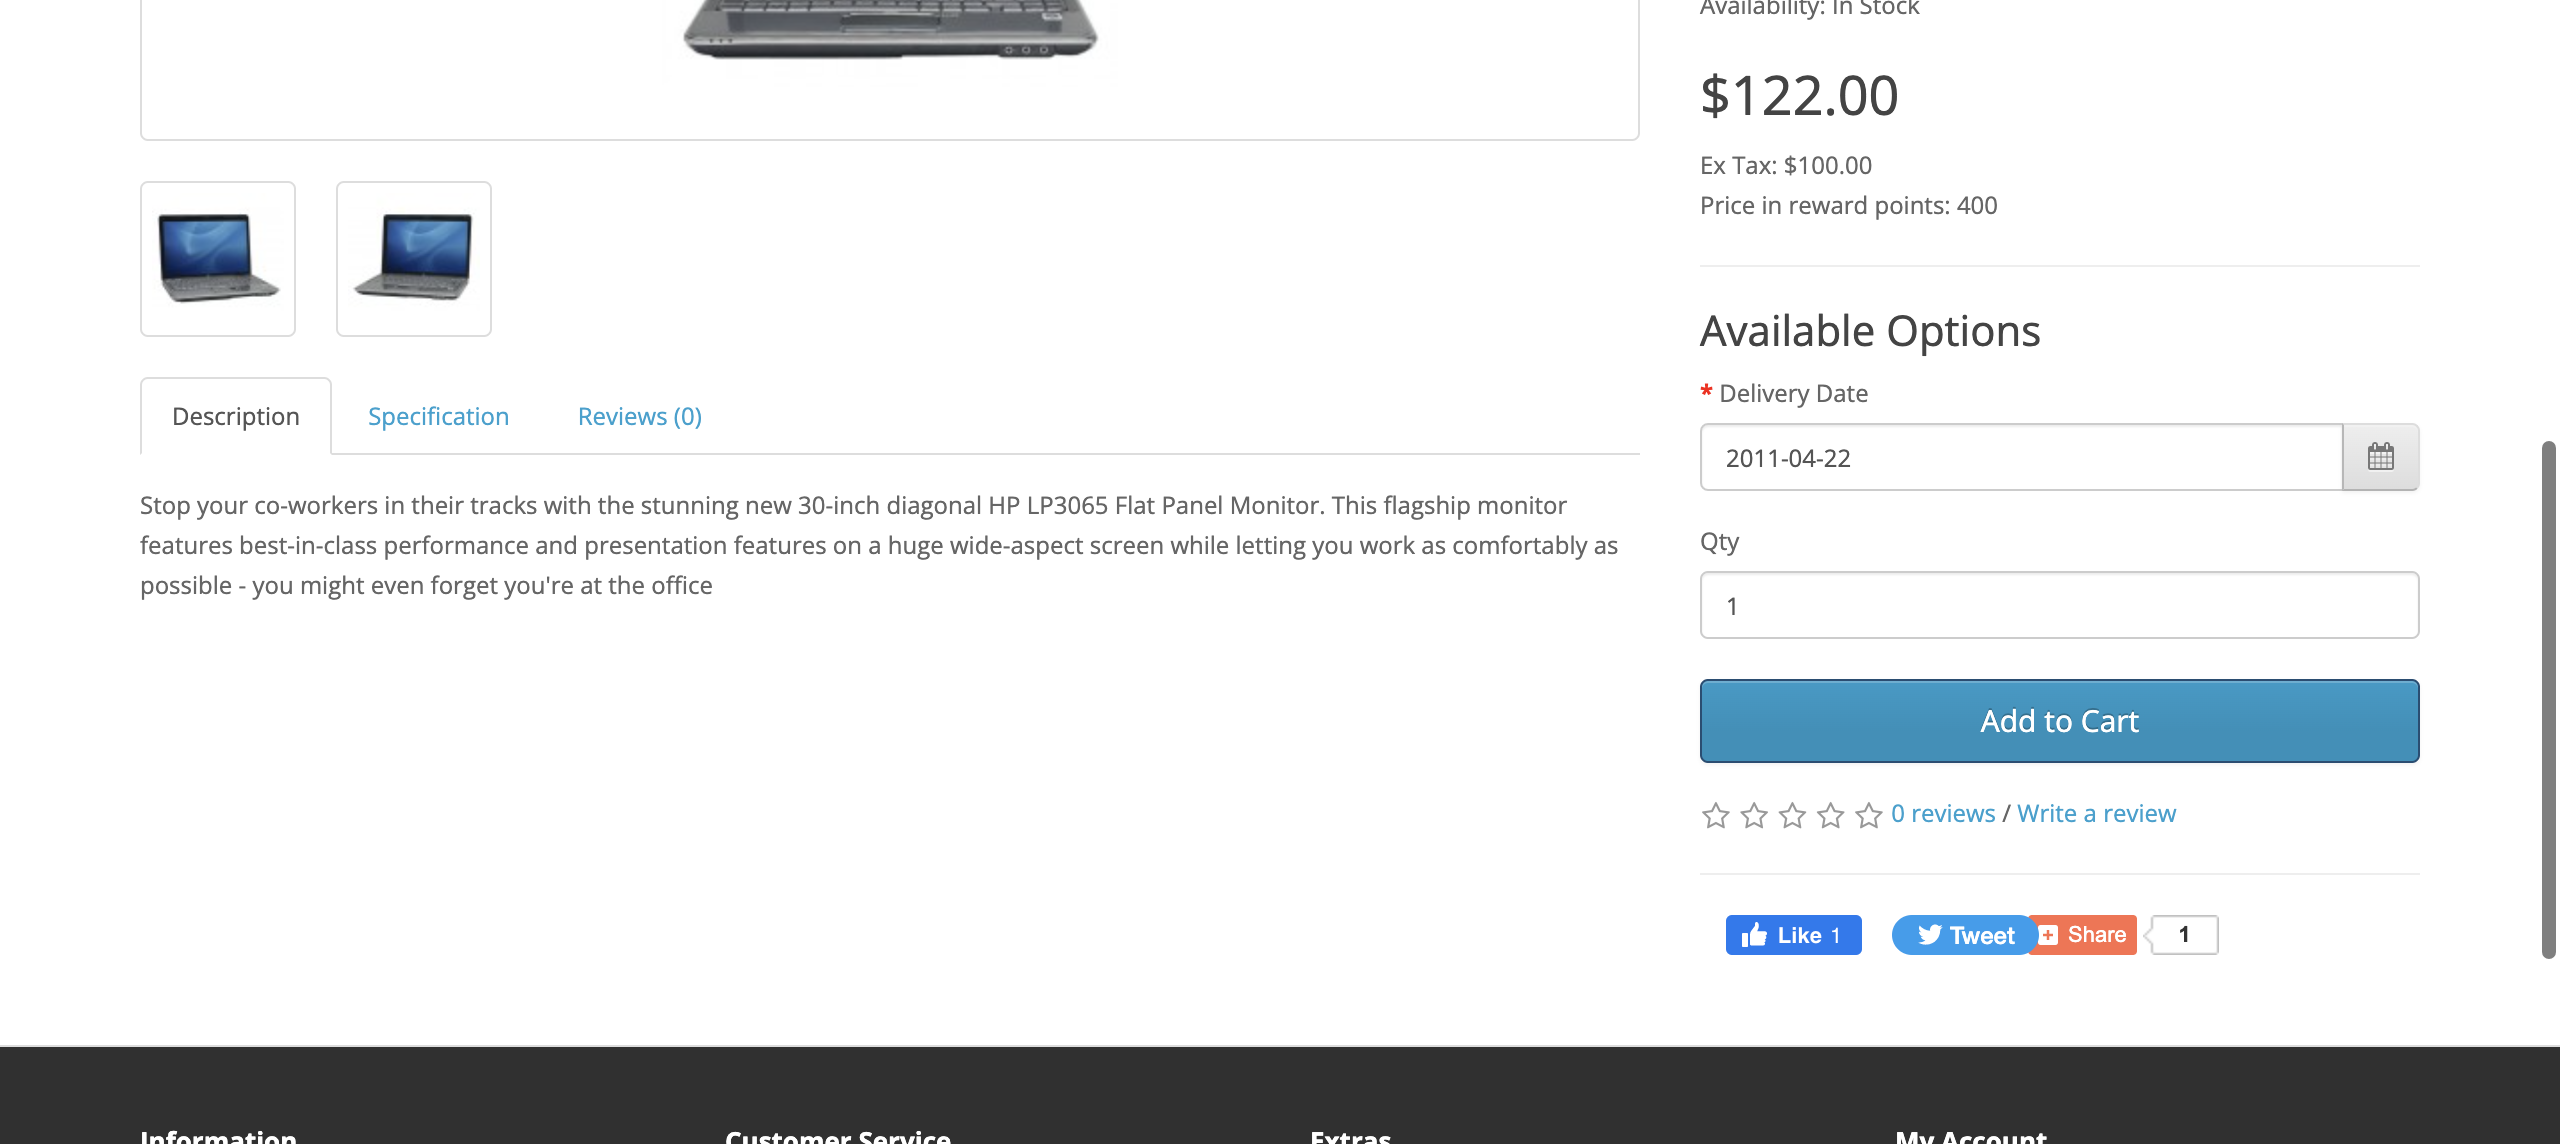 Availability: In Stock
$122.00
Ex Tax: $100.00
Price in reward points: 400
Available Options
* Delivery Date
2011-04-22
Qty
1
Add to Cart
0 reviews / Write a review
Like 1
Tweet
Share
1
Description
Specification
Reviews (0)
Stop your co-workers in their tracks with the stunning new 30-inch diagonal HP LP3065 Flat Panel Monitor. This flagship monitor
features best-in-class performance and presentation features on a huge wide-aspect screen while letting you work as comfortably as
possible - you might even forget you're at the office
Information
Customer Service
Extras
My Account